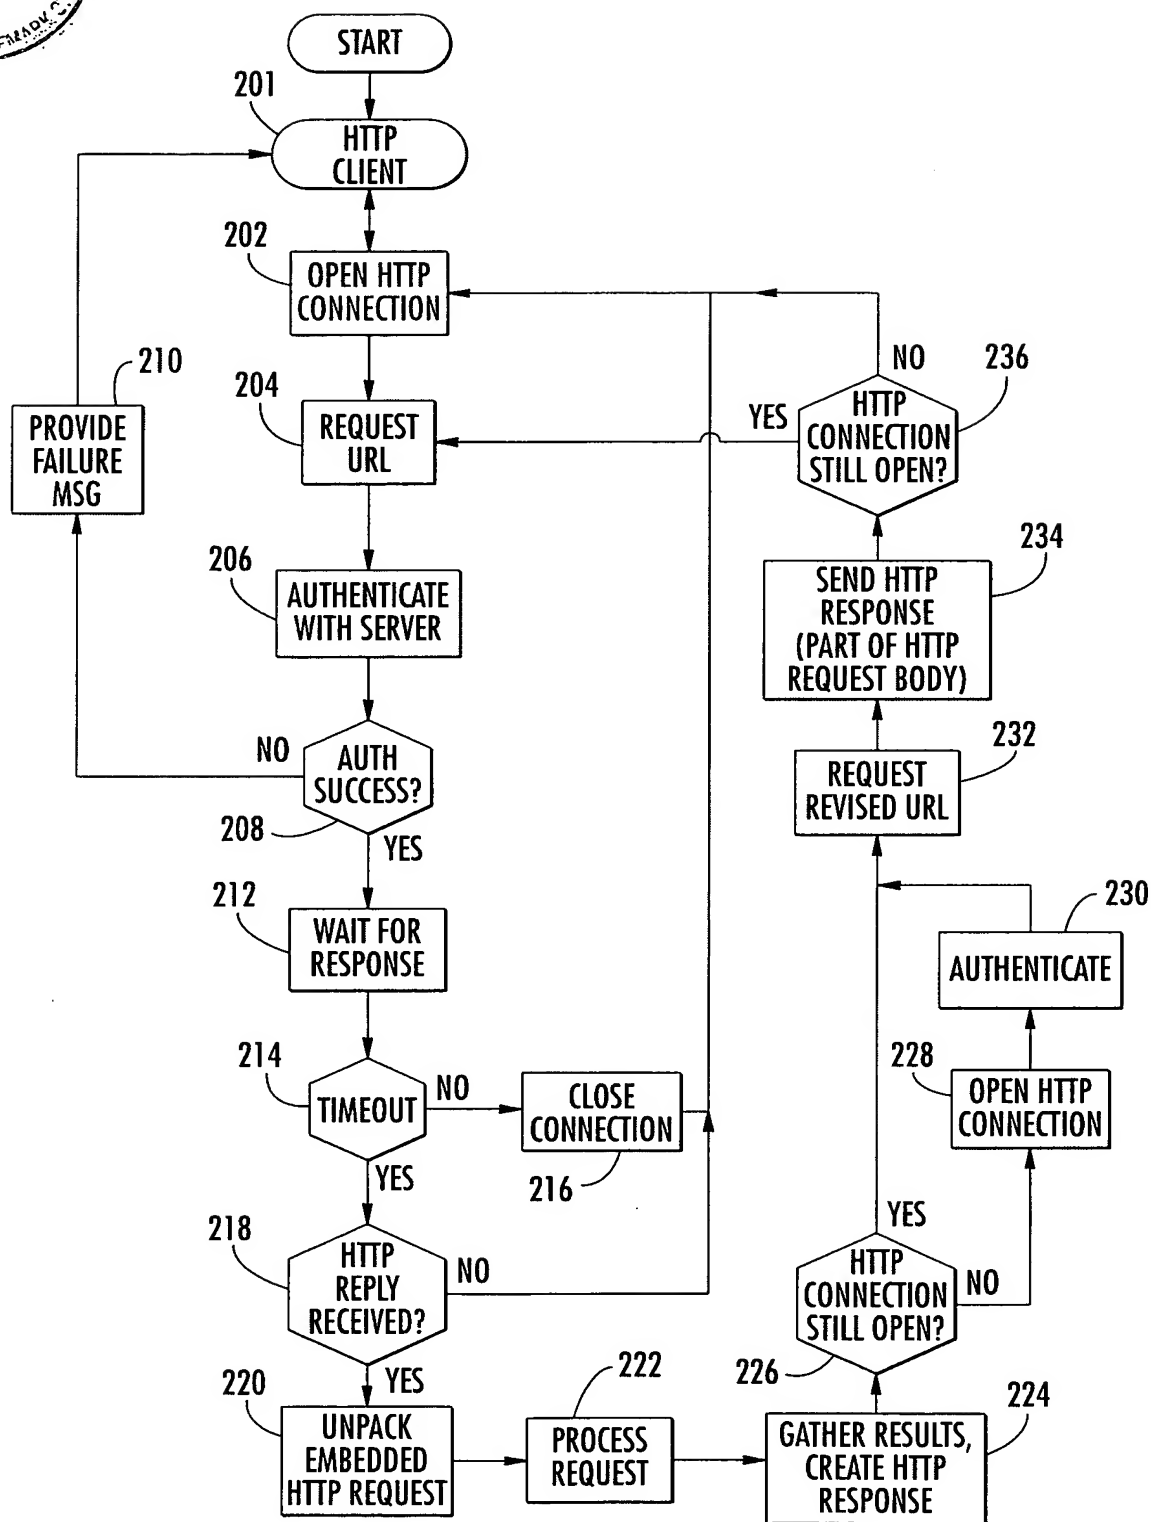 START
201
HTTP
CLIENT
202
OPEN HTTP
CONNECTION
210
PROVIDE
FAILURE
MSG
204
REQUEST
URL
NO
236
YES
HTTP
CONNECTION
STILL OPEN?
206
AUTHENTICATE
WITH SERVER
234
SEND HTTP
RESPONSE
(PART OF HTTP
REQUEST BODY)
NO
AUTH
SUCCESS?
208
YES
232
REQUEST
REVISED URL
212
WAIT FOR
RESPONSE
230
AUTHENTICATE
214
TIMEOUT
NO
CLOSE
CONNECTION
216
YES
228
OPEN HTTP
CONNECTION
218
HTTP
REPLY
RECEIVED?
NO
YES
YES
HTTP
CONNECTION
STILL OPEN?
NO
226
220
UNPACK
EMBEDDED
HTTP REQUEST
222
PROCESS
REQUEST
224
GATHER RESULTS,
CREATE HTTP
RESPONSE